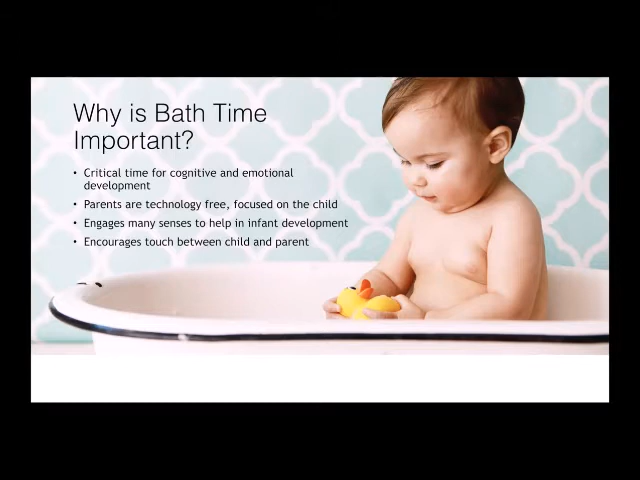 Why is Bath Time
Important?
• Critical time for cognitive and emotional
development
• Parents are technology free, focused on the child
• Engages many senses to help in infant development
• Encourages touch between child and parent